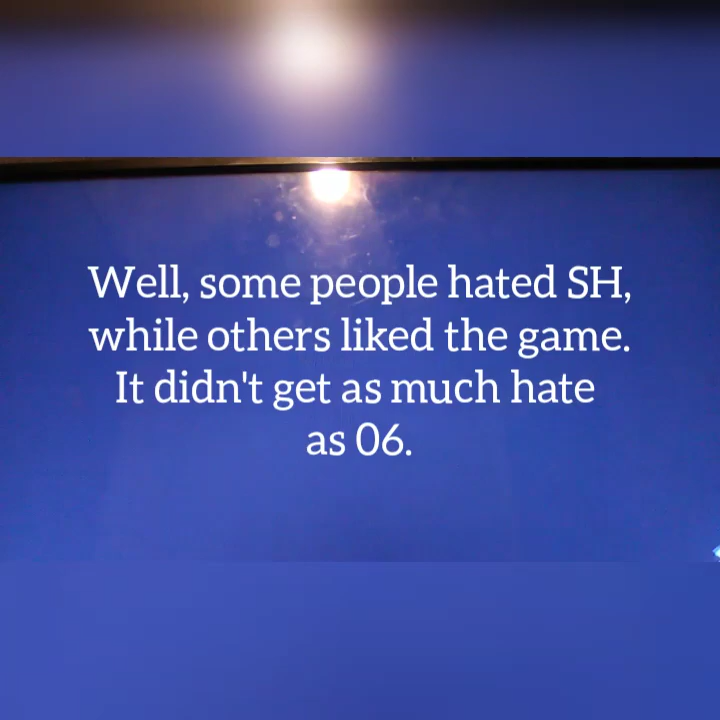 Well, some people hated SH,
while others liked the game.
It didn't get as much hate
as 06.